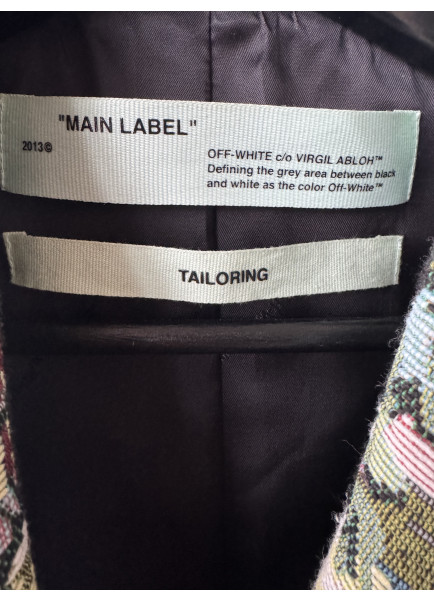 "MAIN LABEL"
2013©
OFF-WHITE c/o VIRGIL ABLOH™
Defining the grey area between black
and white as the color Off-White™
TAILORING